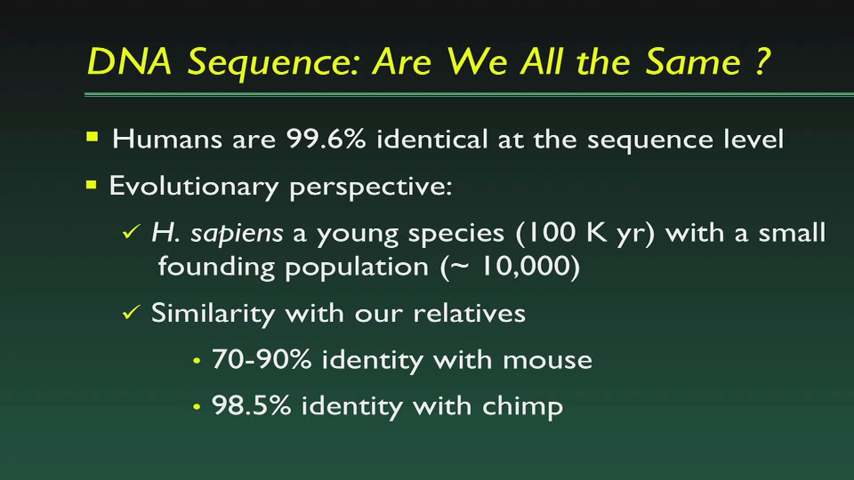 DNA Sequence: Are We All the Same ?
Humans are 99.6% identical at the sequence level
Evolutionary perspective:
H. sapiens a young species (100 K yr) with a small
founding population (~ 10,000)
Similarity with our relatives
70-90% identity with mouse
98.5% identity with chimp